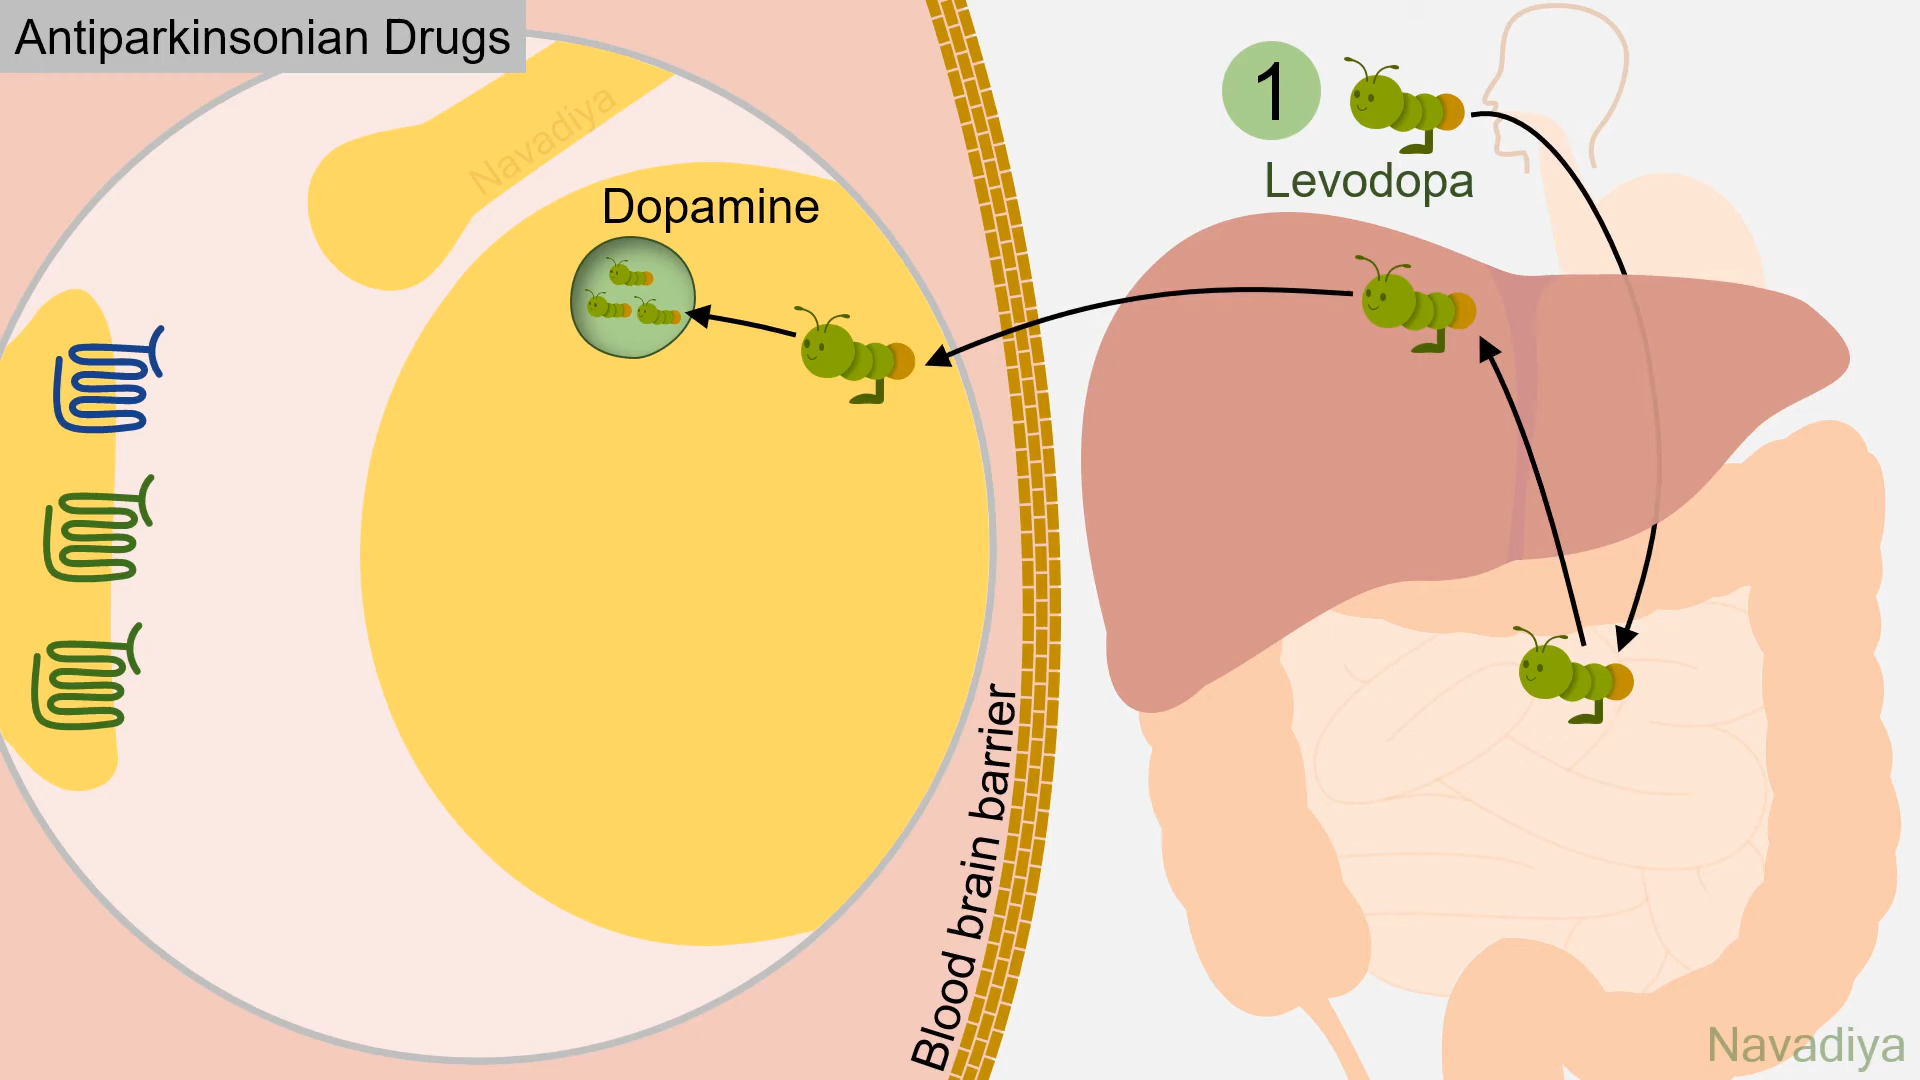 Antiparkinsonian Drugs
Navadiya
1
Levodopa
Dopamine
Blood brain barrier
Navadiya